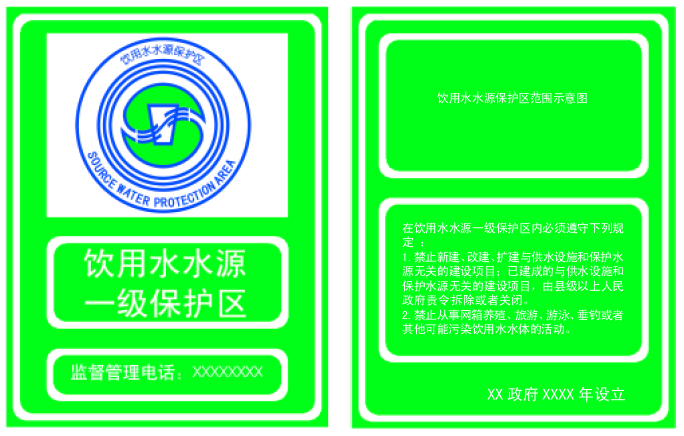 饮用水水源保护区
SOURCE WATER PROTECTION AREA
饮用水水源
一级保护区
监督管理电话：XXXXXXXX
饮用水水源保护区范围示意图
在饮用水水源一级保护区内必须遵守下列规
定 ：
1. 禁止新建、改建、扩建与供水设施和保护水
源无关的建设项目；已建成的与供水设施和
保护水源无关的建设项目，由县级以上人民
政府责令拆除或者关闭。
2. 禁止从事网箱养殖、旅游、游泳、垂钓或者
其他可能污染饮用水水体的活动。
XX 政府 XXXX 年设立